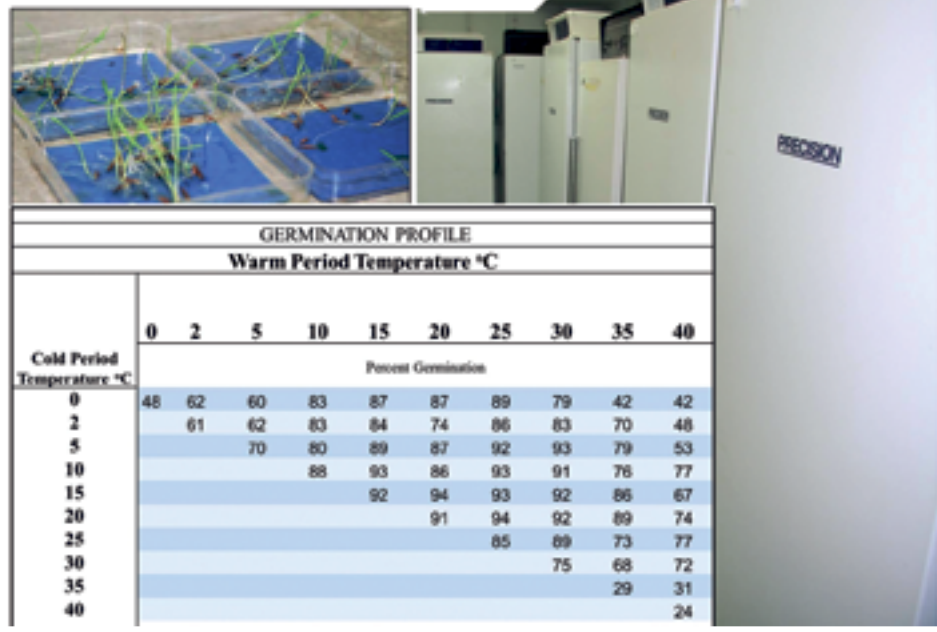 PRECISION
GERMINATION PROFILE
Warm Period Temperature °C
0 2 5 10 15 20 25 30 35 40
Cold Period
Temperature °C
Percent Germination
0 48 62 60 83 87 87 89 79 42 42
2 61 62 83 84 74 86 83 70 48
5 70 80 89 87 92 93 79 53
10 88 93 86 93 91 76 77
15 92 94 93 92 86 67
20 91 94 92 89 74
25 85 89 73 77
30 75 68 72
35 29 31
40 24